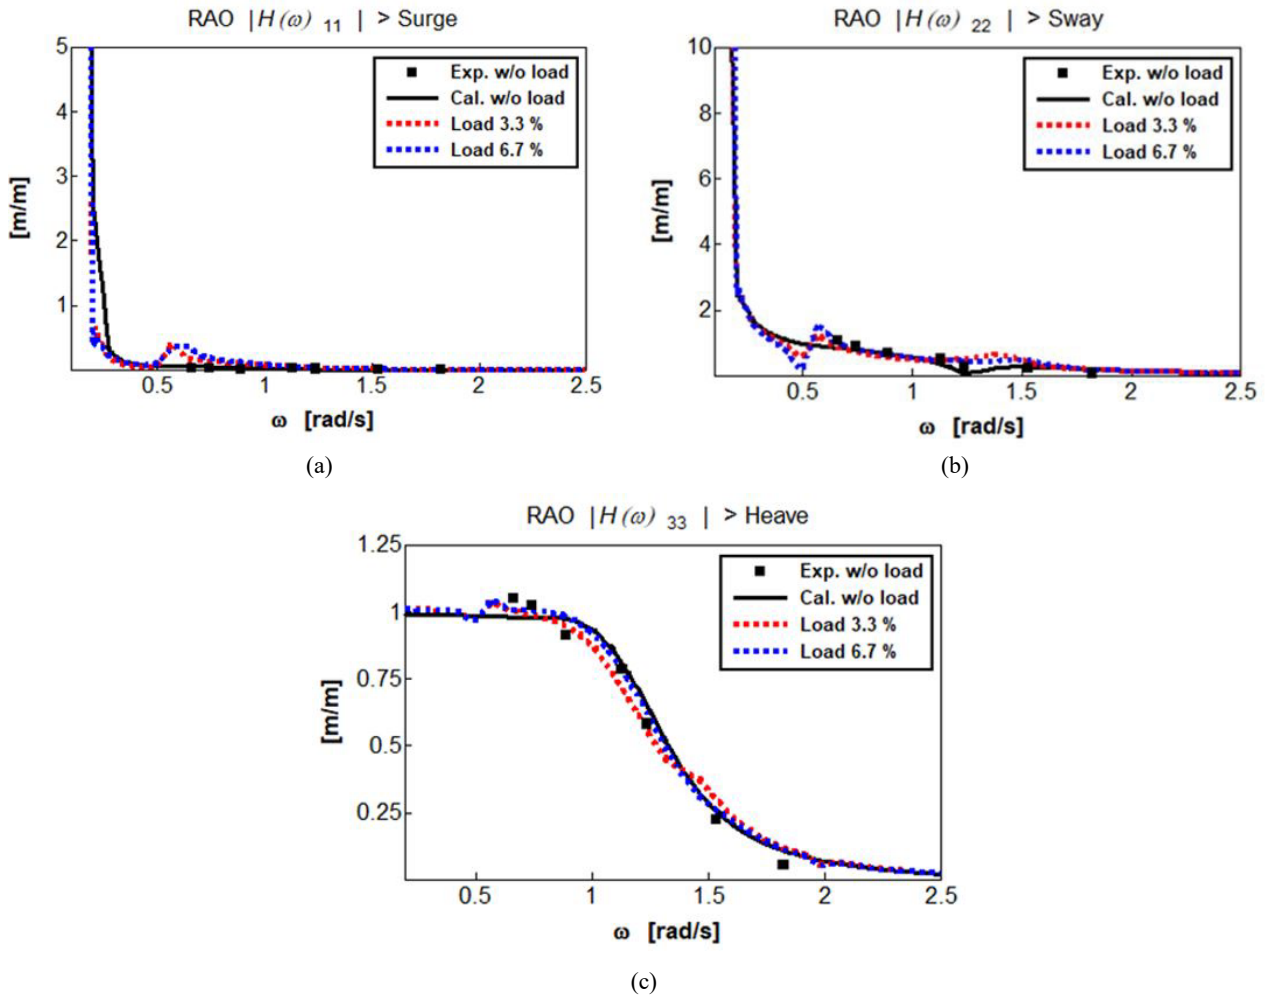 RAO |H(ω) 11 | > Surge
5
4
3
2
1
[m/m]
Exp. w/o load
Cal. w/o load
Load 3.3 %
Load 6.7 %
0.5 1 1.5 2 2.5
ω [rad/s]
(a)
RAO |H(ω) 22 | > Sway
10
8
6
4
2
[m/m]
Exp. w/o load
Cal. w/o load
Load 3.3 %
Load 6.7 %
0.5 1 1.5 2 2.5
ω [rad/s]
(b)
RAO |H(ω) 33 | > Heave
1.25
1
0.75
0.5
0.25
[m/m]
Exp. w/o load
Cal. w/o load
Load 3.3 %
Load 6.7 %
0.5 1 1.5 2 2.5
ω [rad/s]
(c)